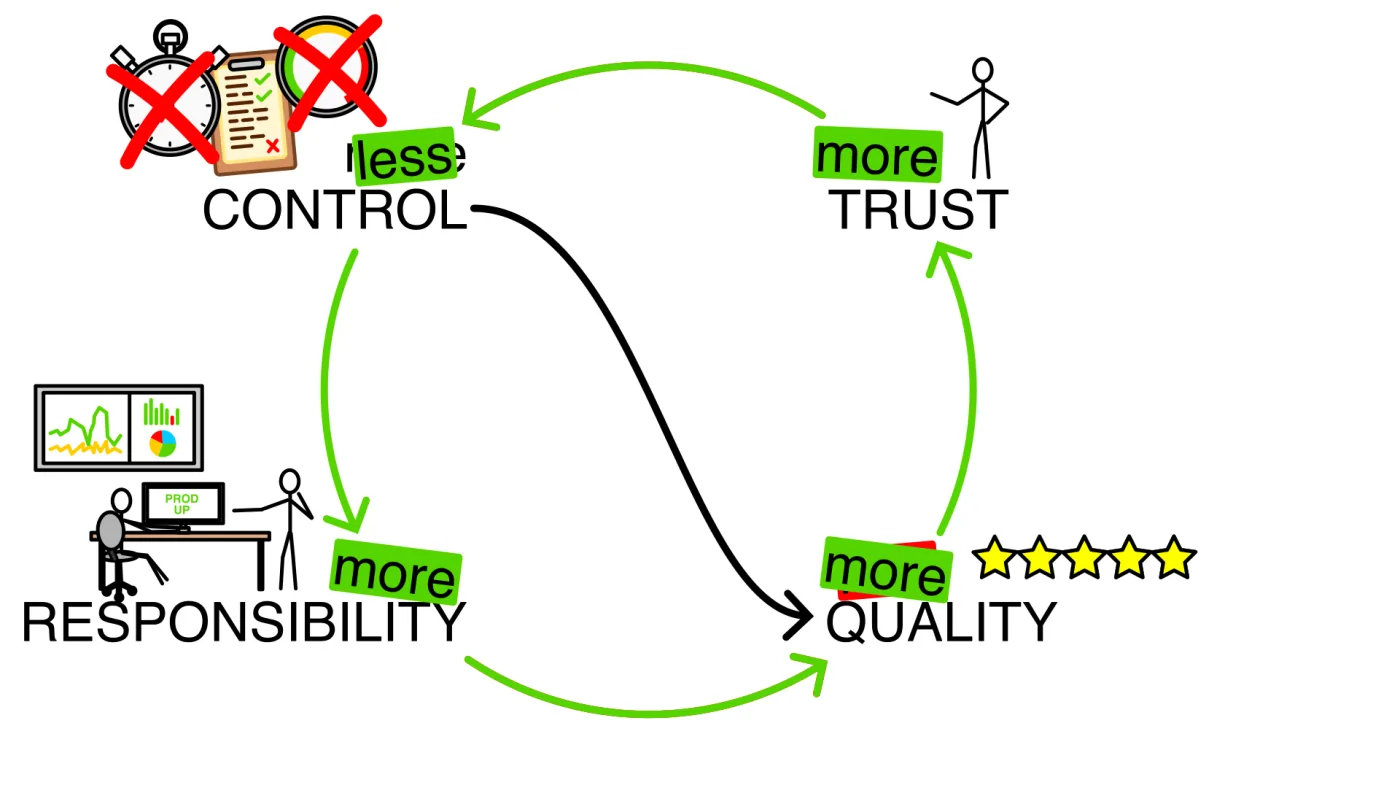 less
CONTROL
more
TRUST
PROD
UP
more
RESPONSIBILITY
more
QUALITY